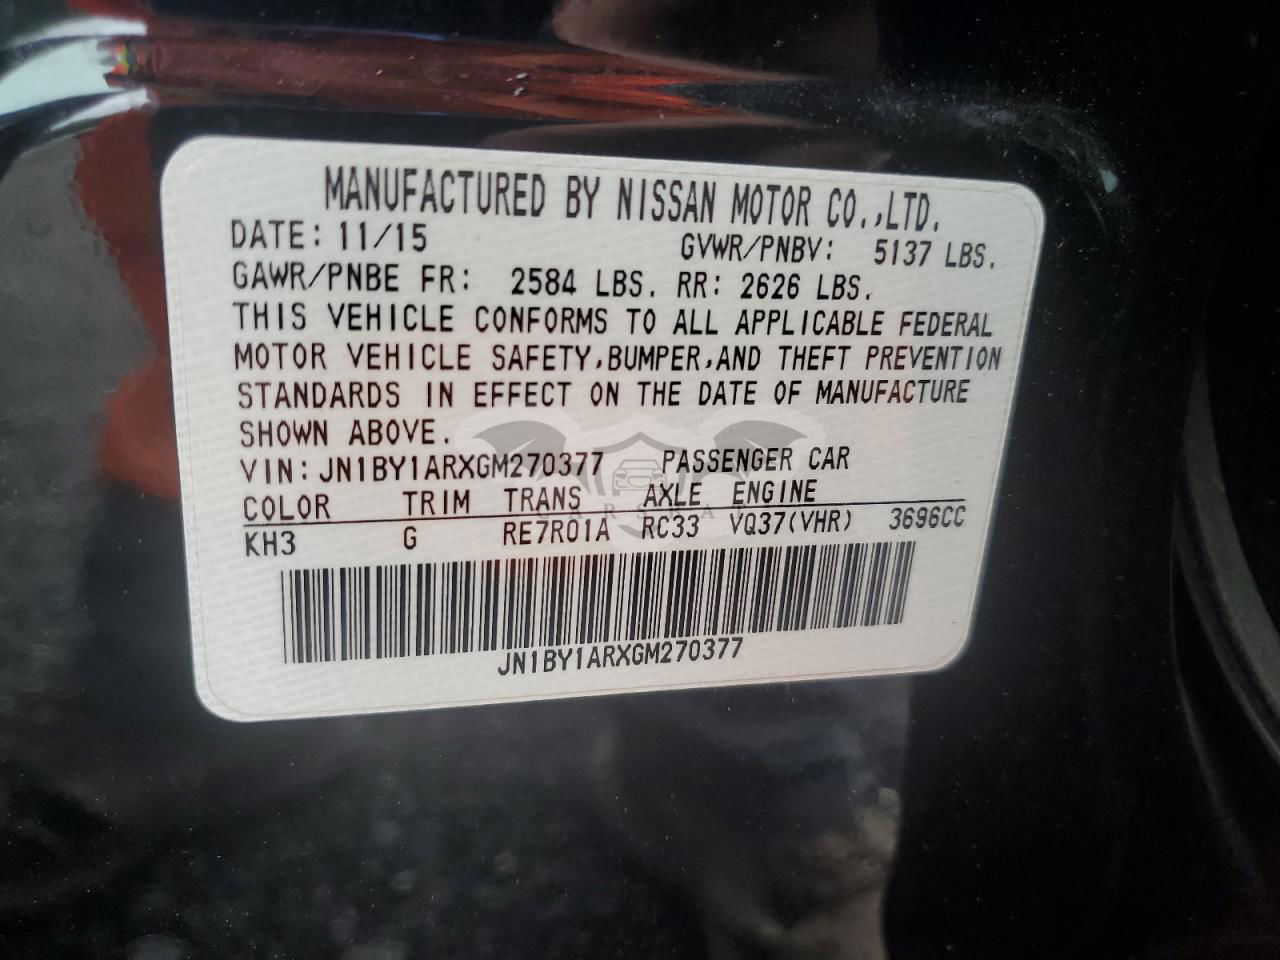 MANUFACTURED BY NISSAN MOTOR CO.,LTD.
DATE: 11/15 GVWR/PNBV: 5137 LBS.
GAWR/PNBE FR: 2584 LBS. RR: 2626 LBS.
THIS VEHICLE CONFORMS TO ALL APPLICABLE FEDERAL
MOTOR VEHICLE SAFETY,BUMPER,AND THEFT PREVENTION
STANDARDS IN EFFECT ON THE DATE OF MANUFACTURE
SHOWN ABOVE.
VIN: JN1BY1ARXGM270377 PASSENGER CAR
COLOR TRIM TRANS AXLE ENGINE
KH3 G RE7R01A RC33 VQ37(VHR) 3696CC
JN1BY1ARXGM270377